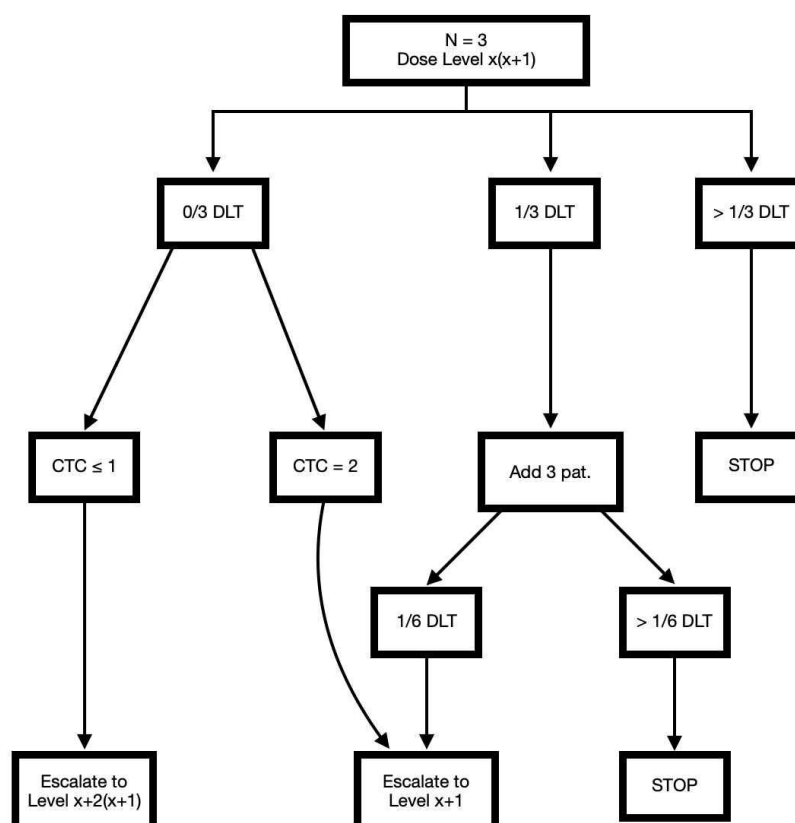 N = 3
Dose Level x(x+1)
0/3 DLT
1/3 DLT
> 1/3 DLT
CTC ≤ 1
CTC = 2
Add 3 pat.
STOP
1/6 DLT
> 1/6 DLT
Escalate to
Level x+2(x+1)
Escalate to
Level x+1
STOP